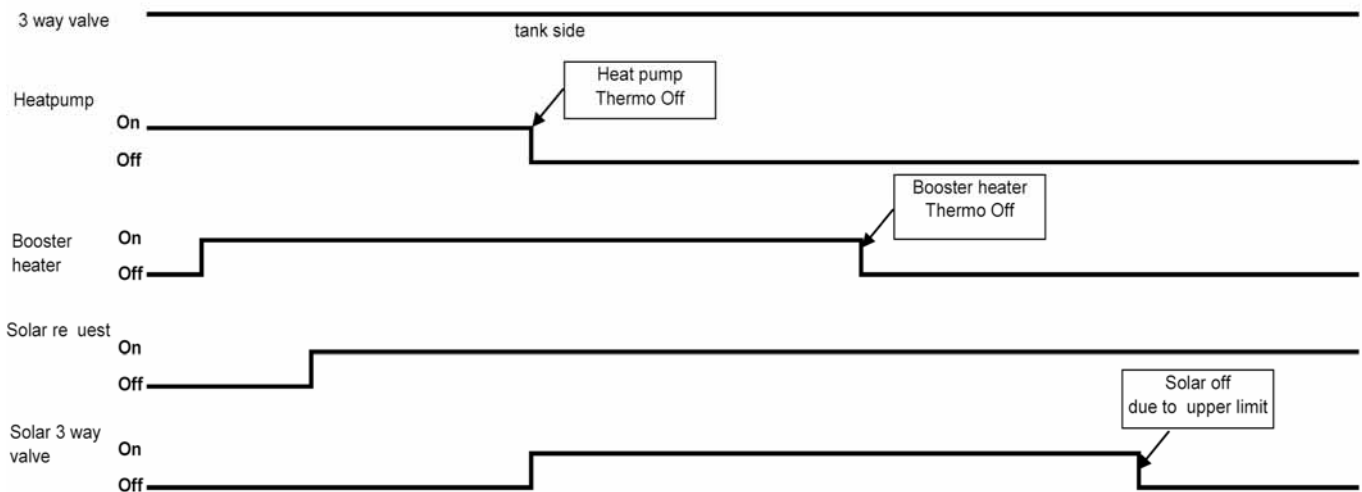 3 way valve
tank side
Heat pump
Thermo Off
Heatpump
On
Off
Booster heater
Thermo Off
Booster
heater
On
Off
Solar re uest
On
Off
Solar off
due to upper limit
Solar 3 way
valve
On
Off